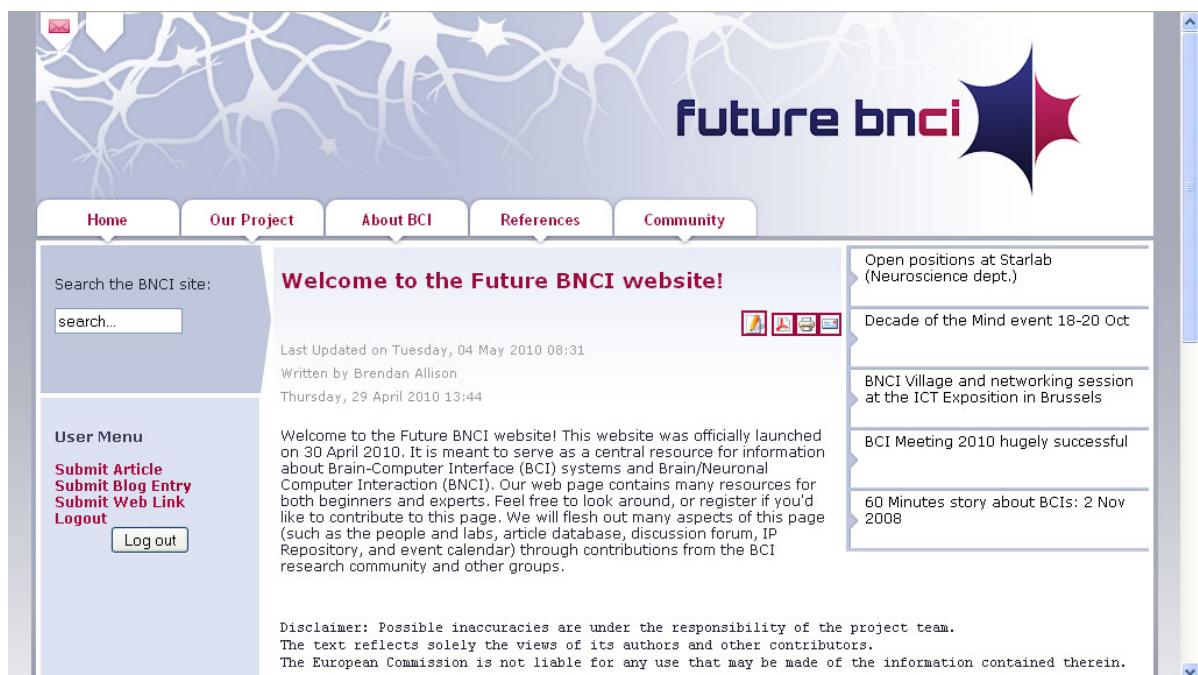 future bnci
Home
Our Project
About BCI
References
Community
Search the BNCI site:
search...
User Menu
Submit Article
Submit Blog Entry
Submit Web Link
Logout
Log out
Welcome to the Future BNCI website!
Last Updated on Tuesday, 04 May 2010 08:31
Written by Brendan Allison
Thursday, 29 April 2010 13:44
Welcome to the Future BNCI website! This website was officially launched
on 30 April 2010. It is meant to serve as a central resource for information
about Brain-Computer Interface (BCI) systems and Brain/Neuronal
Computer Interaction (BNCI). Our web page contains many resources for
both beginners and experts. Feel free to look around, or register if you'd
like to contribute to this page. We will flesh out many aspects of this page
(such as the people and labs, article database, discussion forum, IP
Repository, and event calendar) through contributions from the BCI
research community and other groups.
Disclaimer: Possible inaccuracies are under the responsibility of the project team.
The text reflects solely the views of its authors and other contributors.
The European Commission is not liable for any use that may be made of the information contained therein.
Open positions at Starlab
(Neuroscience dept.)
Decade of the Mind event 18-20 Oct
BNCI Village and networking session
at the ICT Exposition in Brussels
BCI Meeting 2010 hugely successful
60 Minutes story about BCIs: 2 Nov
2008